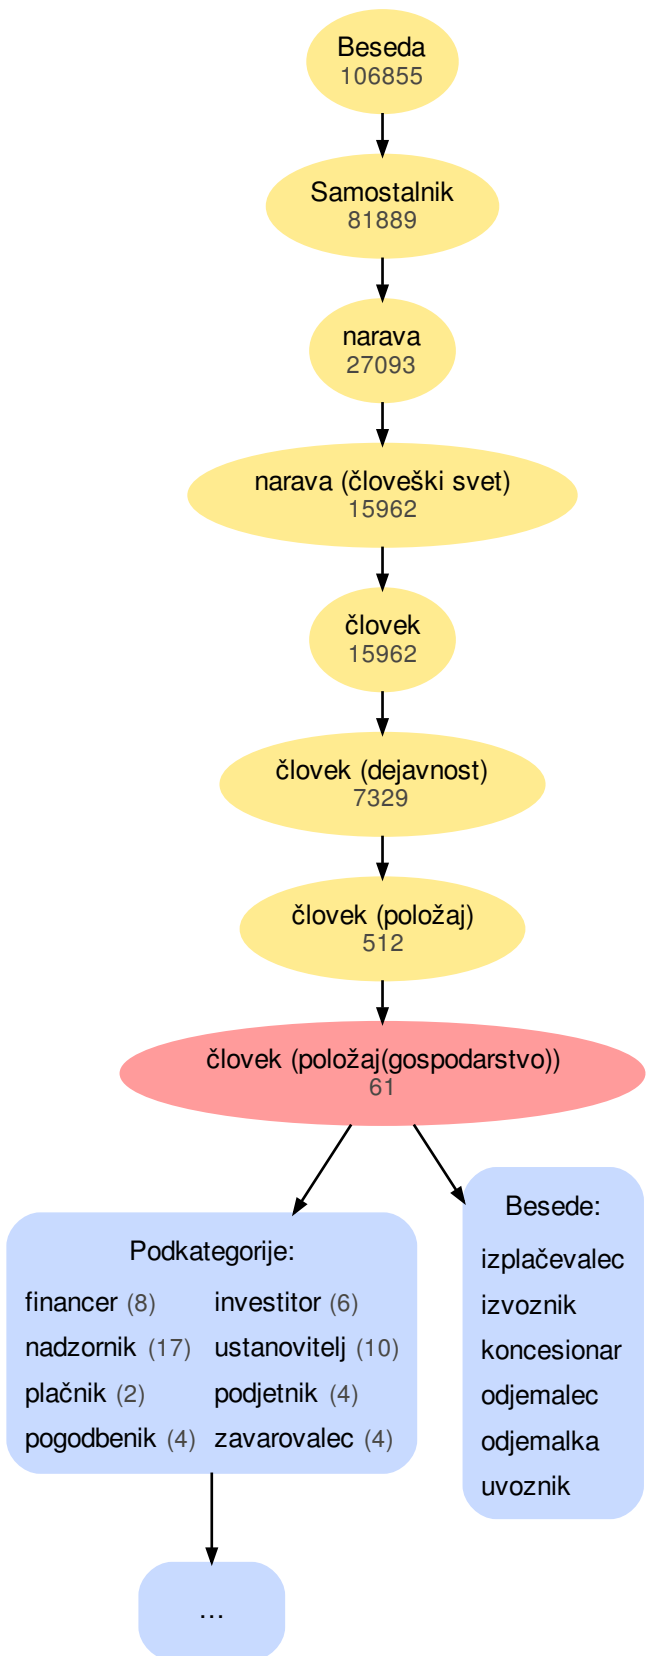 Beseda
106855
Samostalnik
81889
narava
27093
narava (človeški svet)
15962
človek
15962
človek (dejavnost)
7329
človek (položaj)
512
človek (položaj(gospodarstvo))
61
Podkategorije:
financer (8) investitor (6)
nadzornik (17) ustanovitelj (10)
plačnik (2) podjetnik (4)
pogodbenik (4) zavarovalec (4)
Besede:
izplačevalec
izvoznik
koncesionar
odjemalec
odjemalka
uvoznik
...